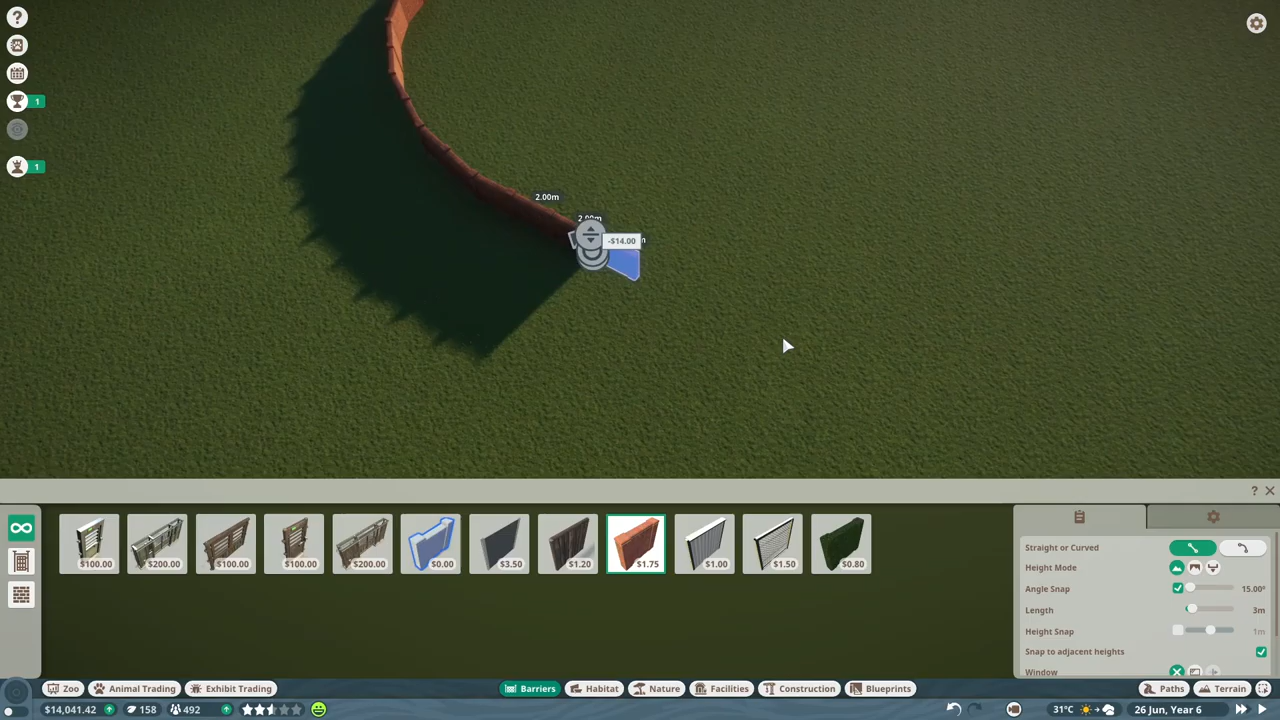 ?
1
1
2.00m
2.00m
-$14.00
?
$100.00
$200.00
$100.00
$100.00
$200.00
$0.00
$3.50
$1.20
$1.75
$1.00
$1.50
$0.80
Straight or Curved
Height Mode
Angle Snap
15.00°
Length
3m
Height Snap
1m
Snap to adjacent heights
Window
Zoo
Animal Trading
Exhibit Trading
Barriers
Habitat
Nature
Facilities
Construction
Blueprints
Paths
Terrain
$14,041.42
158
492
31°C
26 Jun, Year 6